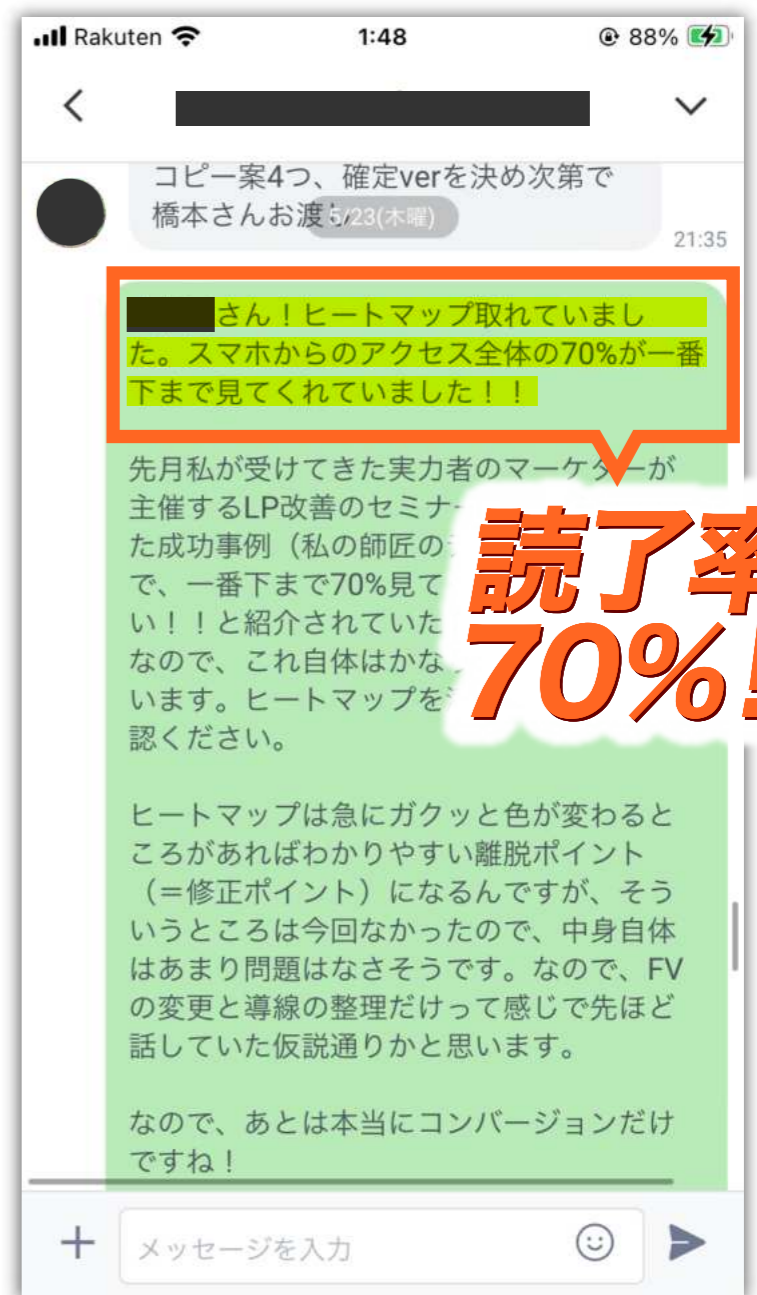 Rakuten
1:48
88%
コピー案4つ、確定verを決め次第で
橋本さんお渡し
5/23(木曜)
21:35
さん！ヒートマップ取れていまし
た。スマホからのアクセス全体の70%が一番
下まで見てくれていました！！
先月私が受けてきた実力者のマーケターが
主催するLP改善のセミナ
た成功事例（私の師匠の
で、一番下まで70%見て
い！！と紹介されていた
なので、これ自体はかな
います。ヒートマップを
認ください。
読了率
70%!
ヒートマップは急にガクッと色が変わると
ころがあればわかりやすい離脱ポイント
（＝修正ポイント）になるんですが、そう
いうところは今回なかったので、中身自体
はあまり問題はなさそうです。なので、FV
の変更と導線の整理だけって感じで先ほど
話していた仮説通りかと思います。
なので、あとは本当にコンバージョンだけ
ですね！
メッセージを入力